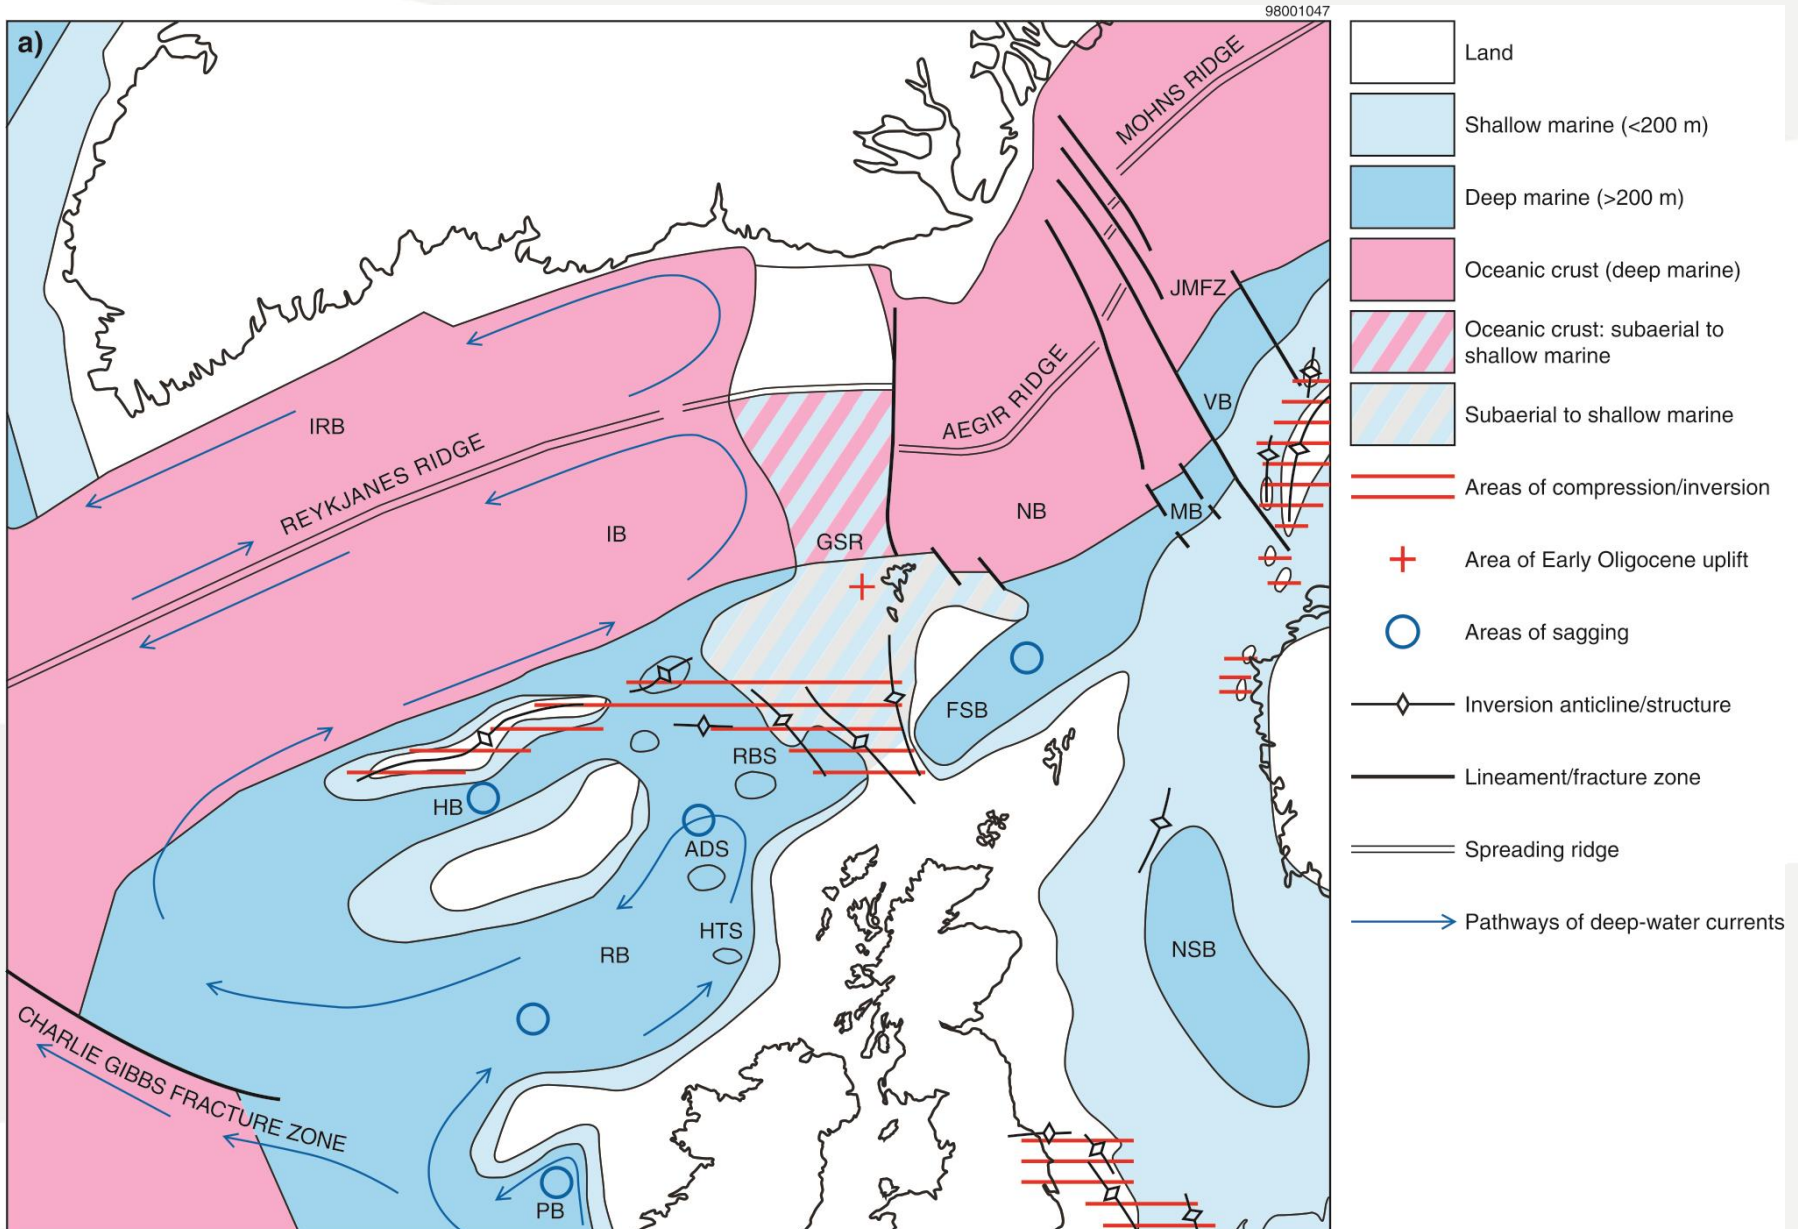 98001047
a)
MOHNS RIDGE
JMFZ
VB
AEGIR RIDGE
IRB
REYKJANES RIDGE
IB
GSR
NB
MB
FSB
RBS
HB
ADS
HTS
RB
NSB
CHARLIE GIBBS FRACTURE ZONE
PB
Land
Shallow marine (<200 m)
Deep marine (>200 m)
Oceanic crust (deep marine)
Oceanic crust: subaerial to
shallow marine
Subaerial to shallow marine
Areas of compression/inversion
Area of Early Oligocene uplift
Areas of sagging
Inversion anticline/structure
Lineament/fracture zone
Spreading ridge
Pathways of deep-water currents